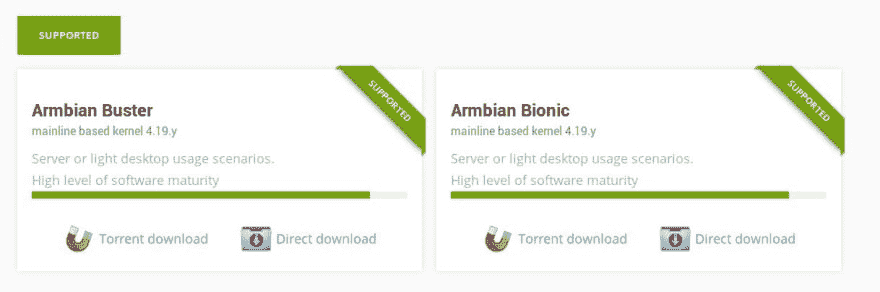 SUPPORTED
SUPPORTED
Armbian Buster
mainline based kernel 4.19.y
Server or light desktop usage scenarios.
High level of software maturity
Torrent download
Direct download
SUPPORTED
Armbian Bionic
mainline based kernel 4.19.y
Server or light desktop usage scenarios.
High level of software maturity
Torrent download
Direct download